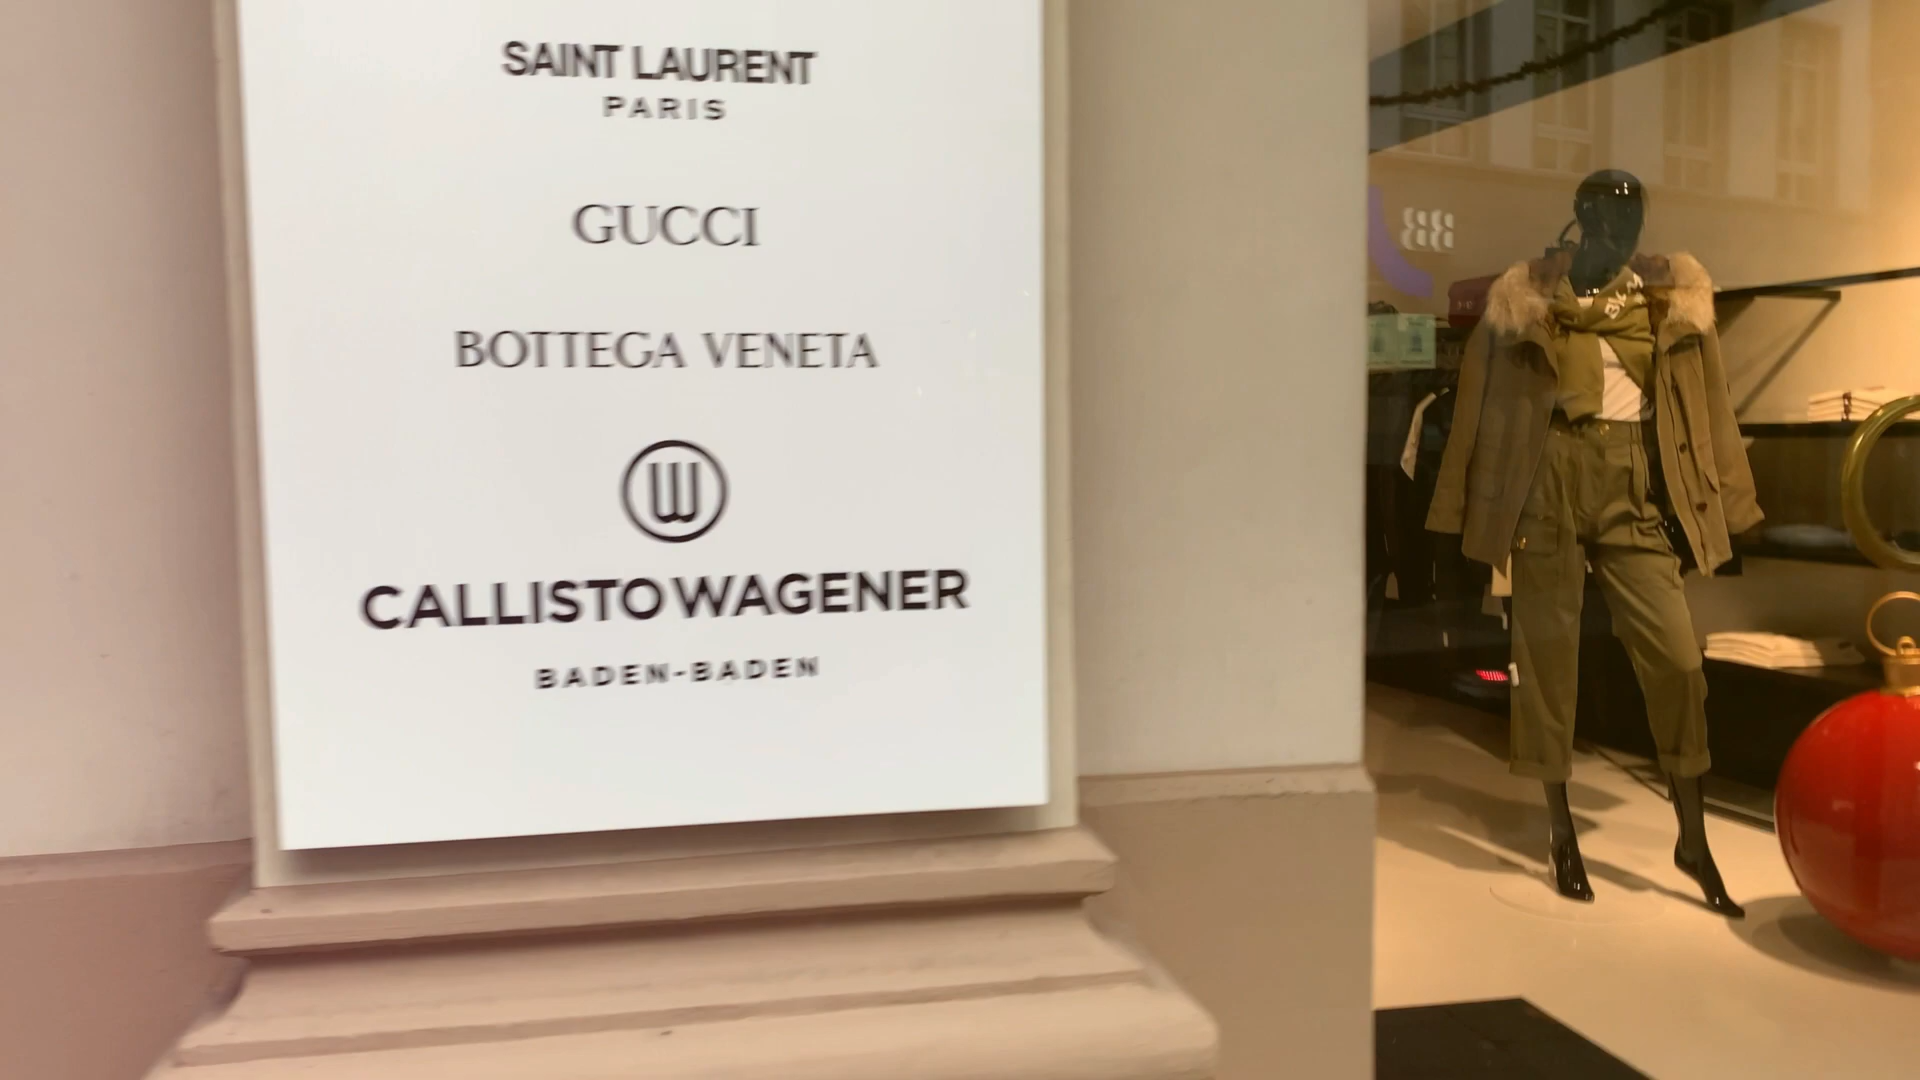 SAINT LAURENT
PARIS
GUCCI
BOTTEGA VENETA
W
CALLISTO WAGENER
BADEN-BADEN